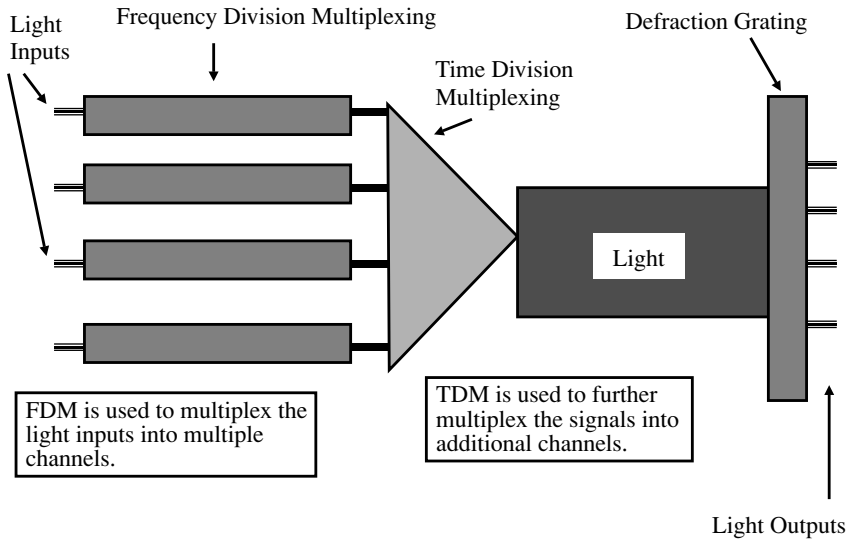 Light
Inputs
Frequency Division Multiplexing
Time Division
Multiplexing
Defraction Grating
Light
FDM is used to multiplex the
light inputs into multiple
channels.
TDM is used to further
multiplex the signals into
additional channels.
Light Outputs